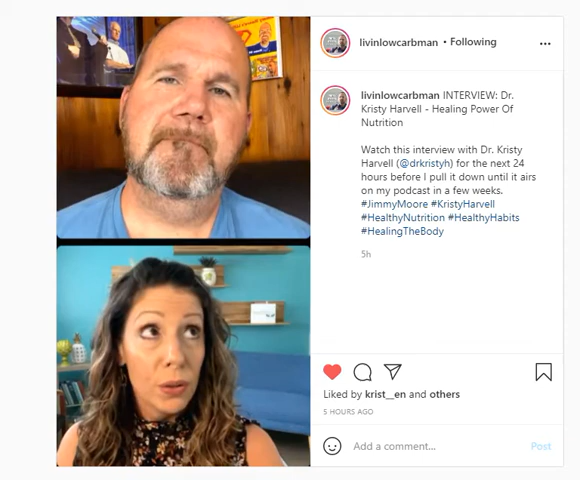 livinlowcarbman • Following
livinlowcarbman INTERVIEW: Dr.
Kristy Harvell - Healing Power Of
Nutrition
Watch this interview with Dr. Kristy
Harvell (@drkristyh) for the next 24
hours before I pull it down until it airs
on my podcast in a few weeks.
#JimmyMoore #KristyHarvell
#HealthyNutrition #HealthyHabits
#HealingTheBody
5h
Liked by krist__en and others
5 HOURS AGO
Add a comment...
Post